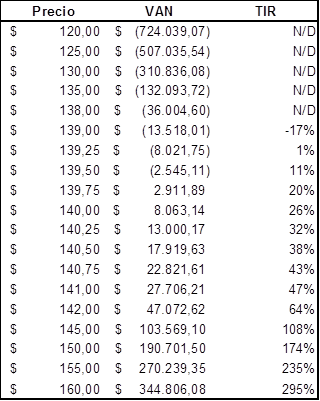 Precio VAN TIR
$ 120,00 $ (724.039,07) N/D
$ 125,00 $ (507.035,54) N/D
$ 130,00 $ (310.836,08) N/D
$ 135,00 $ (132.093,72) N/D
$ 138,00 $ (36.004,60) N/D
$ 139,00 $ (13.518,01) -17%
$ 139,25 $ (8.021,75) 1%
$ 139,50 $ (2.545,11) 11%
$ 139,75 $ 2.911,89 20%
$ 140,00 $ 8.063,14 26%
$ 140,25 $ 13.000,17 32%
$ 140,50 $ 17.919,63 38%
$ 140,75 $ 22.821,61 43%
$ 141,00 $ 27.706,21 47%
$ 142,00 $ 47.072,62 64%
$ 145,00 $ 103.569,10 108%
$ 150,00 $ 190.701,50 174%
$ 155,00 $ 270.239,35 235%
$ 160,00 $ 344.806,08 295%